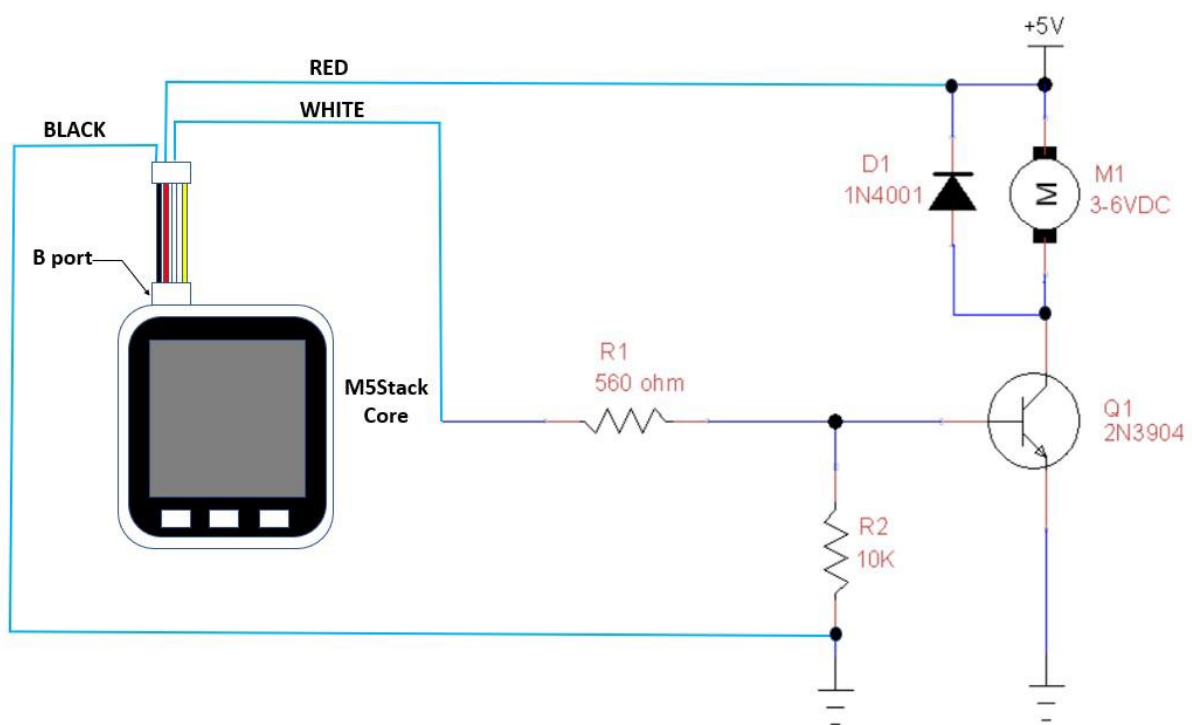 +5V
RED
WHITE
BLACK
D1
1N4001
M
M1
3-6VDC
B port
M5Stack
Core
R1
560 ohm
Q1
2N3904
R2
10K